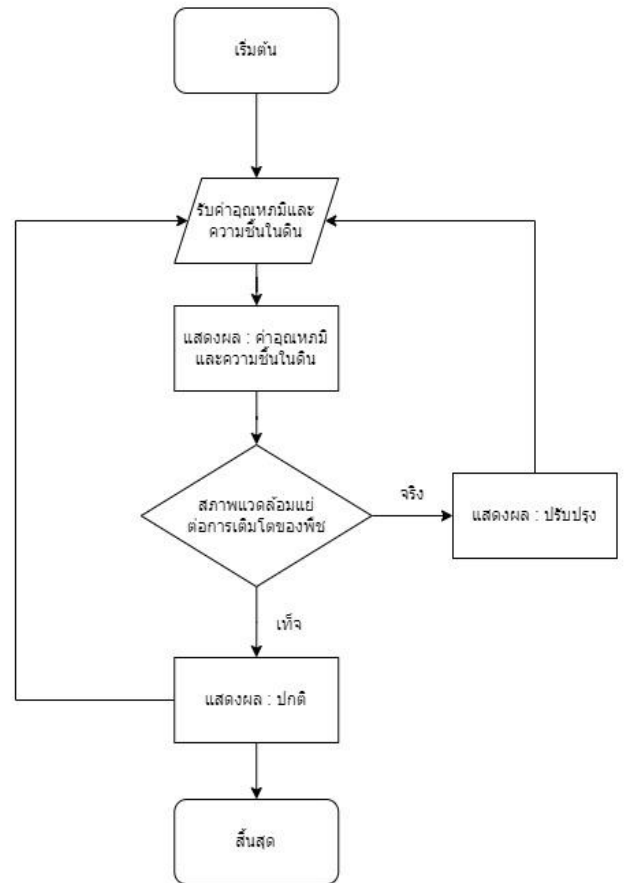 เริ่มต้น
รับค่าอุณหภูมิและ
ความชื้นในดิน
แสดงผล : ค่าอุณหภูมิ
และความชื้นในดิน
สภาพแวดล้อมแย่
ต่อการเติมโตของพืช
จริง
แสดงผล : ปรับปรุง
เท็จ
แสดงผล : ปกติ
สิ้นสุด